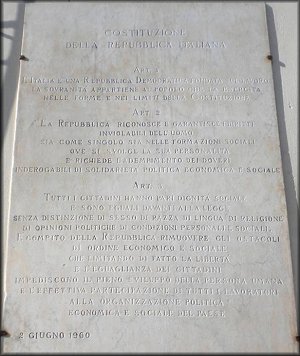 COSTITUZIONE
DELLA REPUBBLICA ITALIANA
ART. 1
L'ITALIA È UNA REPUBBLICA DEMOCRATICA FONDATA SUL LAVORO
LA SOVRANITÀ APPARTIENE AL POPOLO CHE LA ESERCITA
NELLE FORME E NEI LIMITI DELLA COSTITUZIONE
ART. 2
LA REPUBBLICA RICONOSCE E GARANTISCE I DIRITTI
INVIOLABILI DELL'UOMO
SIA COME SINGOLO SIA NELLE FORMAZIONI SOCIALI
OVE SI SVOLGE LA SUA PERSONALITÀ
E RICHIEDE L'ADEMPIMENTO DEI DOVERI
INDEROGABILI DI SOLIDARIETÀ POLITICA ECONOMICA E SOCIALE
ART. 3
TUTTI I CITTADINI HANNO PARI DIGNITÀ SOCIALE
E SONO EGUALI DAVANTI ALLA LEGGE
SENZA DISTINZIONE DI SESSO DI RAZZA DI LINGUA DI RELIGIONE
DI OPINIONI POLITICHE DI CONDIZIONI PERSONALI E SOCIALI
È COMPITO DELLA REPUBBLICA RIMUOVERE GLI OSTACOLI
DI ORDINE ECONOMICO E SOCIALE
CHE LIMITANDO DI FATTO LA LIBERTÀ
E L'EGUAGLIANZA DEI CITTADINI
IMPEDISCONO IL PIENO SVILUPPO DELLA PERSONA UMANA
E L'EFFETTIVA PARTECIPAZIONE DI TUTTI I LAVORATORI
ALLA ORGANIZZAZIONE POLITICA
ECONOMICA E SOCIALE DEL PAESE
2 GIUGNO 1960